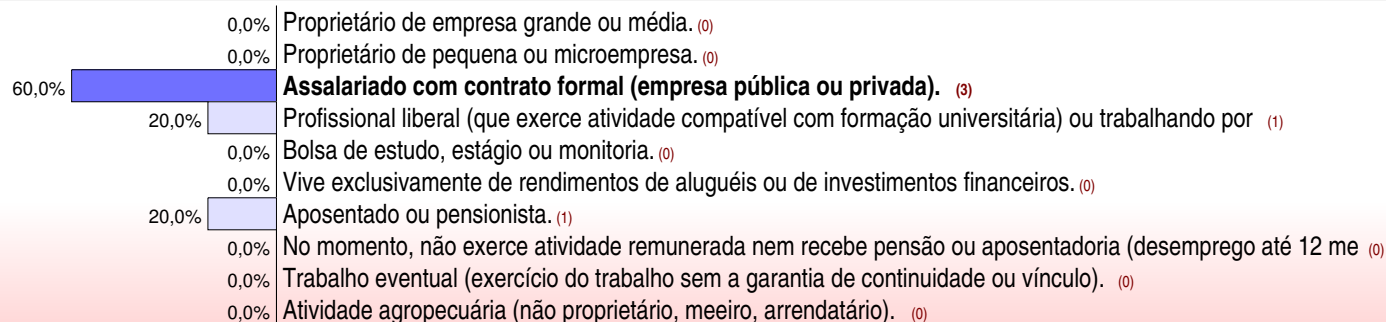 0,0% Proprietário de empresa grande ou média. (0)
0,0% Proprietário de pequena ou microempresa. (0)
60,0% Assalariado com contrato formal (empresa pública ou privada). (3)
20,0% Profissional liberal (que exerce atividade compatível com formação universitária) ou trabalhando por (1)
0,0% Bolsa de estudo, estágio ou monitoria. (0)
0,0% Vive exclusivamente de rendimentos de aluguéis ou de investimentos financeiros. (0)
20,0% Aposentado ou pensionista. (1)
0,0% No momento, não exerce atividade remunerada nem recebe pensão ou aposentadoria (desemprego até 12 me (0)
0,0% Trabalho eventual (exercício do trabalho sem a garantia de continuidade ou vínculo). (0)
0,0% Atividade agropecuária (não proprietário, meeiro, arrendatário). (0)